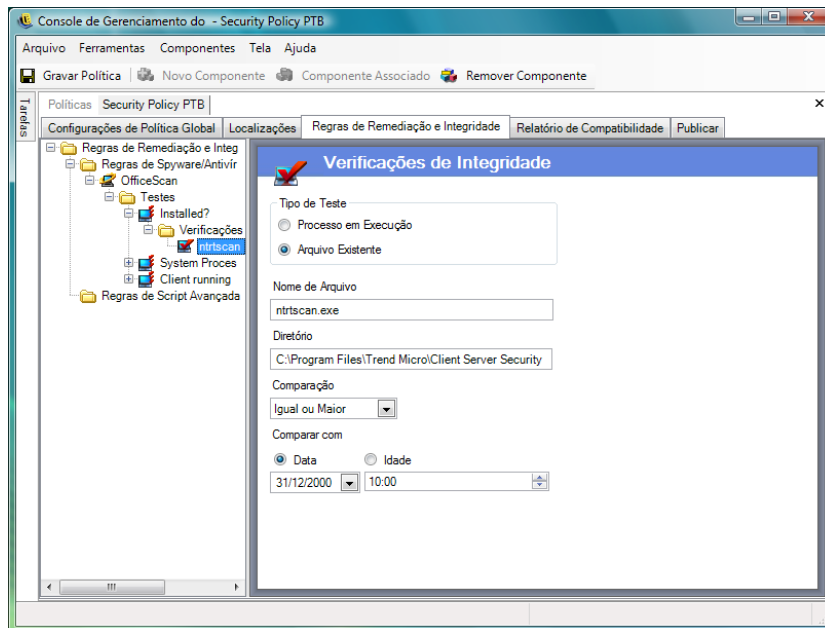 Console de Gerenciamento do - Security Policy PTB
Arquivo Ferramentas Componentes Tela Ajuda
Gravar Política Novo Componente Componente Associado Remover Componente
Tarefas
Políticas Security Policy PTB
Configurações de Política Global Localizações Regras de Remediação e Integridade Relatório de Compatibilidade Publicar
Regras de Remediação e Integ
Regras de Spyware/Antivír
OfficeScan
Testes
Installed?
Verificações
ntrtscan
System Proces
Client running
Regras de Script Avançada
Verificações de Integridade
Tipo de Teste
Processo em Execução
Arquivo Existente
Nome de Arquivo
ntrtscan.exe
Diretório
C:\Program Files\Trend Micro\Client Server Security
Comparação
Igual ou Maior
Comparar com
Data Idade
31/12/2000 10:00